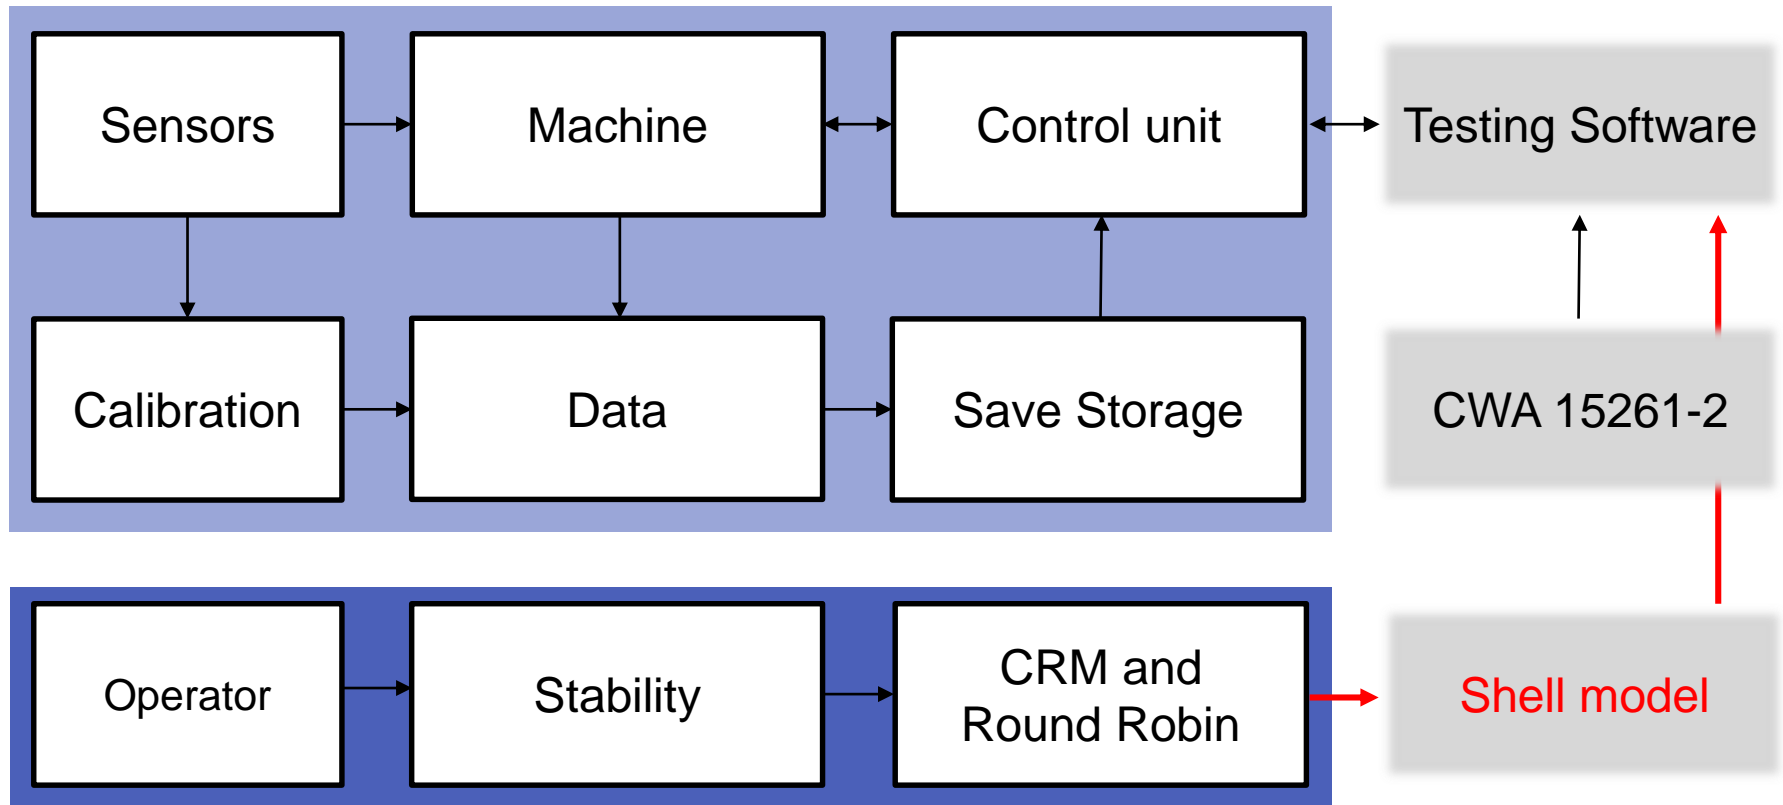 Sensors
Machine
Control unit
Testing Software
Calibration
Data
Save Storage
CWA 15261-2
Operator
Stability
CRM and
Round Robin
Shell model